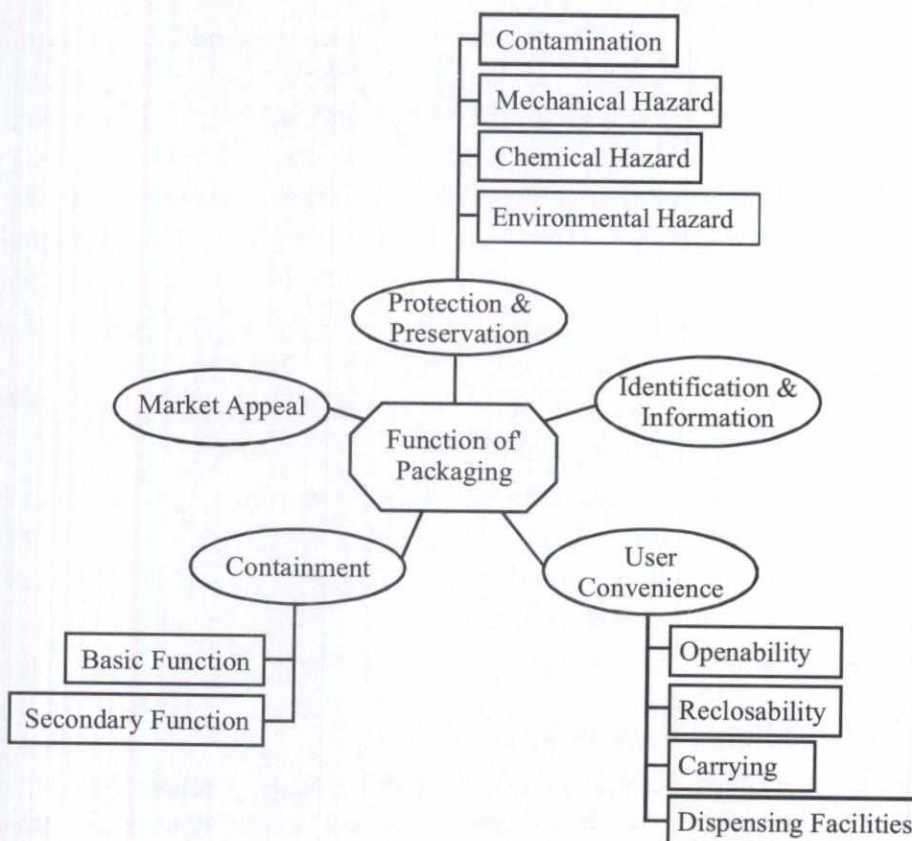 Contamination
Mechanical Hazard
Chemical Hazard
Environmental Hazard
Protection &
Preservation
Market Appeal
Identification &
Information
Function of
Packaging
Containment
User
Convenience
Basic Function
Secondary Function
Openability
Reclosability
Carrying
Dispensing Facilities